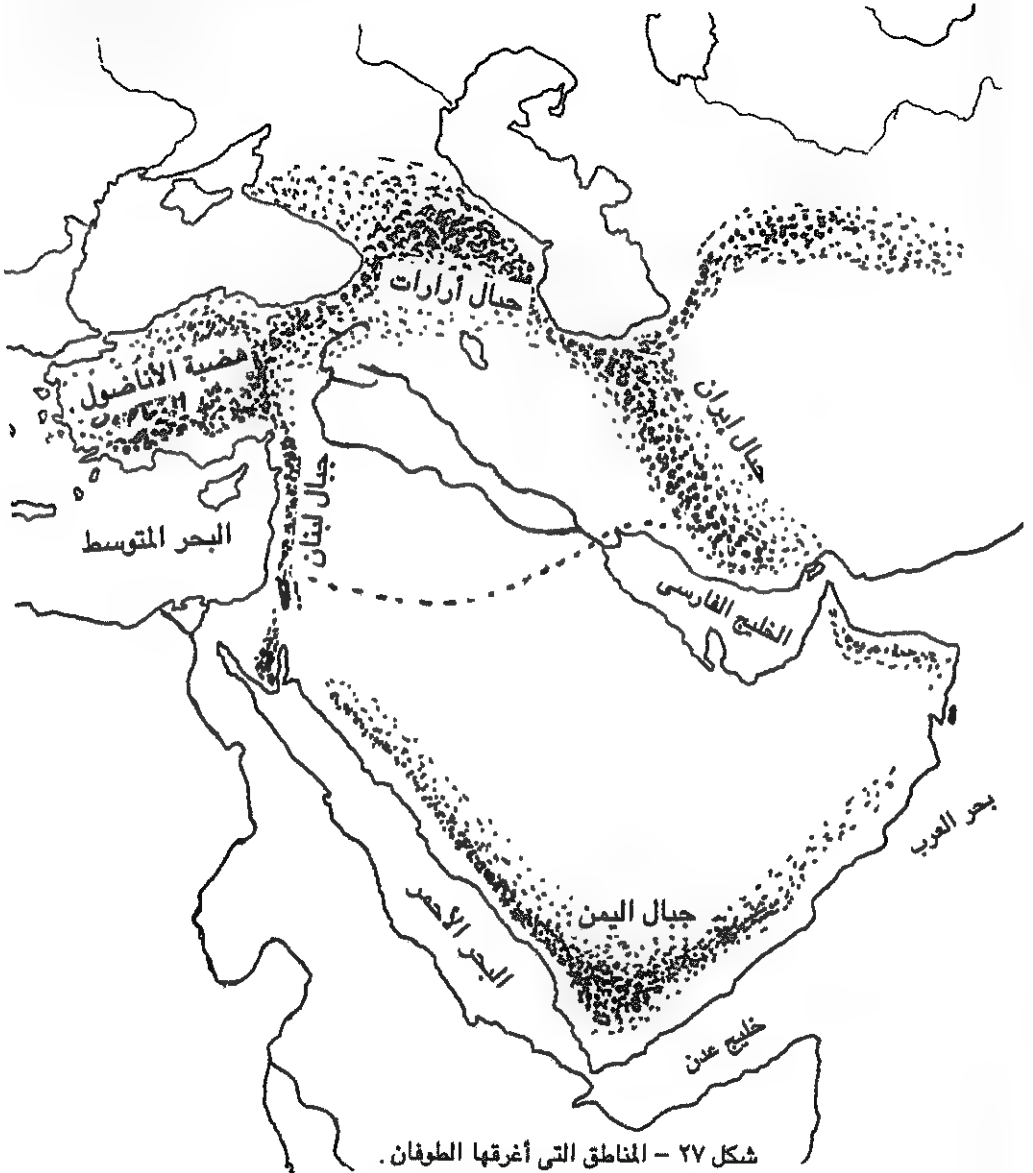 جبال أرارات
هضبة الأناضول
جبال ايران
جبال لبنان
البحر المتوسط
الخليج الفارسى
بحر العرب
جبال اليمن
البحر الأحمر
خليج عدن
شكل ٢٧ – المناطق التى أغرقها الطوفان .